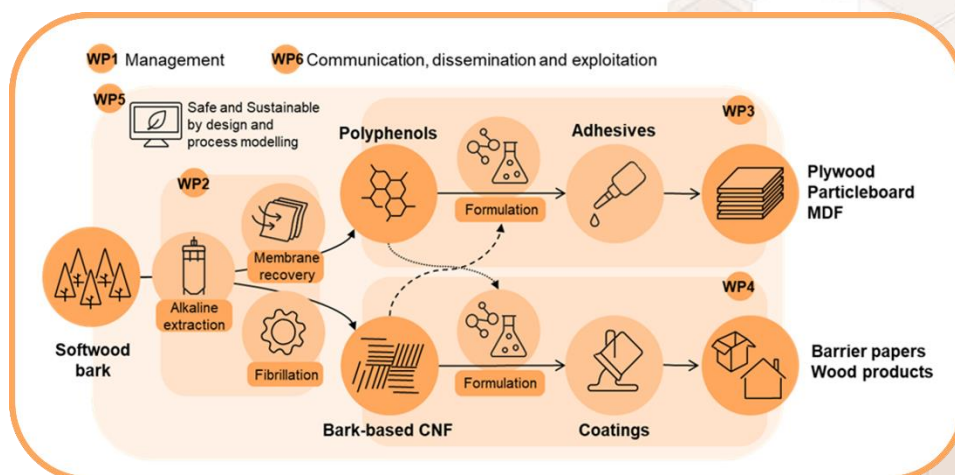 WP1 Management
WP6 Communication, dissemination and exploitation
WP5
Safe and Sustainable
by design and
process modelling
WP2
Polyphenols
Adhesives
WP3
Formulation
Plywood
Particleboard
MDF
Membrane
recovery
Alkaline
extraction
Softwood
bark
Fibrillation
WP4
Formulation
Barrier papers
Wood products
Bark-based CNF
Coatings